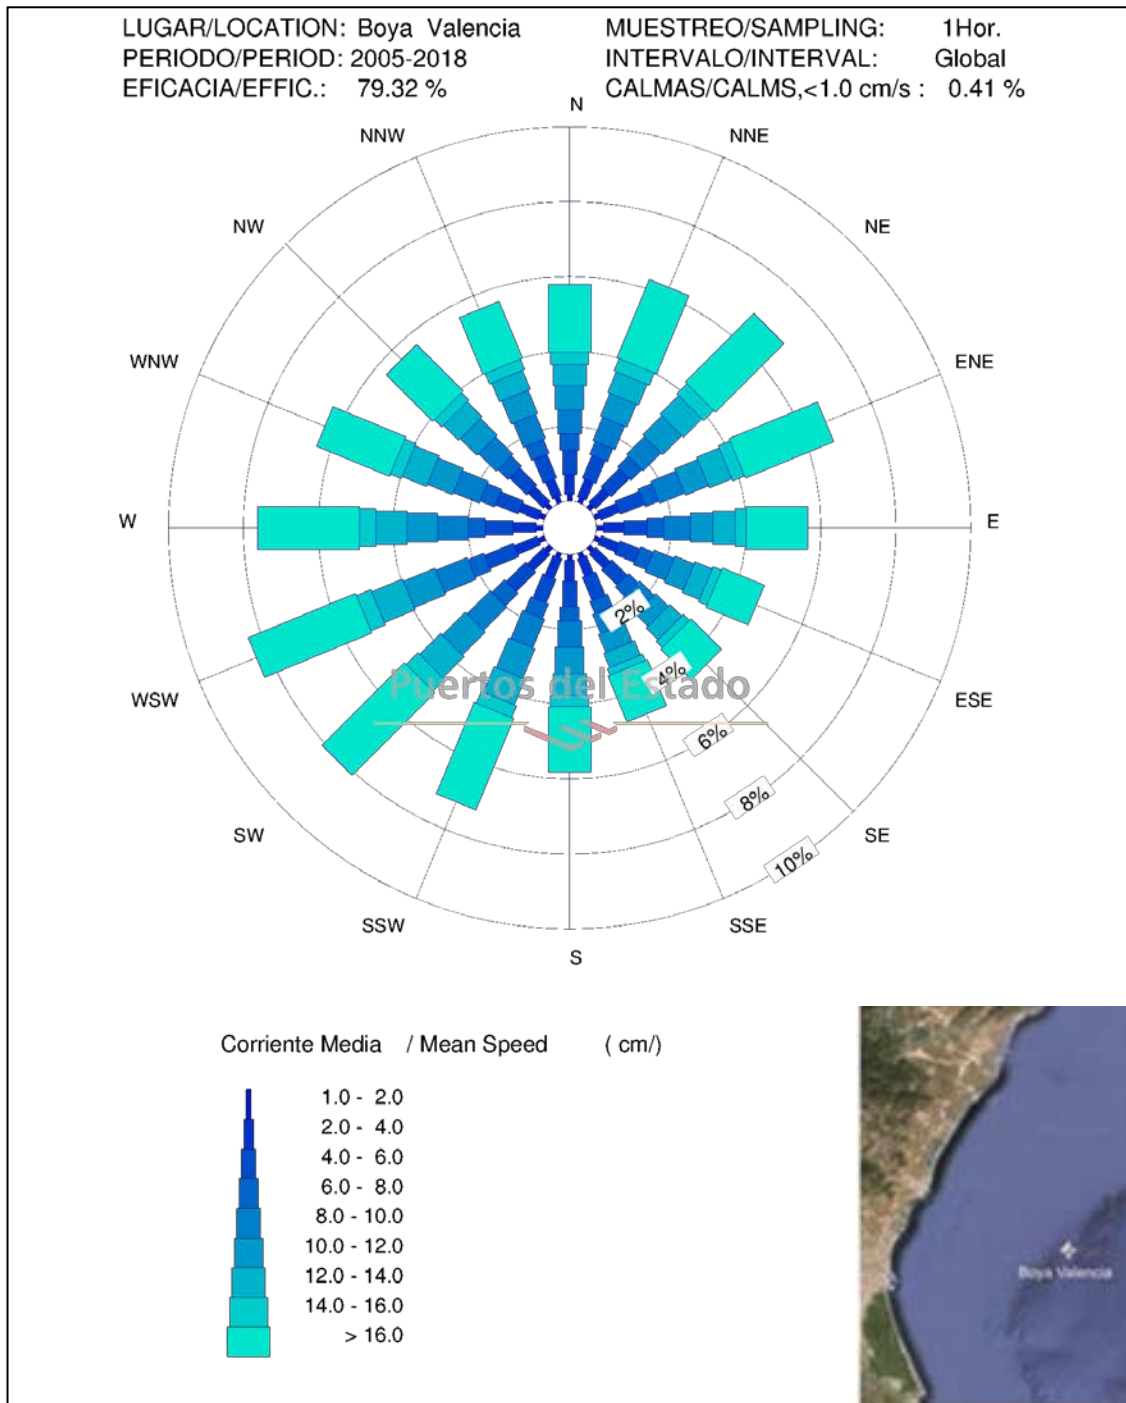 LUGAR/LOCATION: Boya Valencia MUESTREO/SAMPLING: 1Hor.
PERIODO/PERIOD: 2005-2018 INTERVALO/INTERVAL: Global
EFICACIA/EFFIC.: 79.32 % CALMAS/CALMS,<1.0 cm/s : 0.41 %
N
NNW NNE
NW NE
WNW ENE
W E
2%
4%
Puertos del Estado
WSW ESE
6%
8%
SW SE
10%
SSW SSE
S
Corriente Media / Mean Speed ( cm/)
1.0 - 2.0
2.0 - 4.0
4.0 - 6.0
6.0 - 8.0
8.0 - 10.0
10.0 - 12.0
12.0 - 14.0
14.0 - 16.0
> 16.0
Boya Valencia